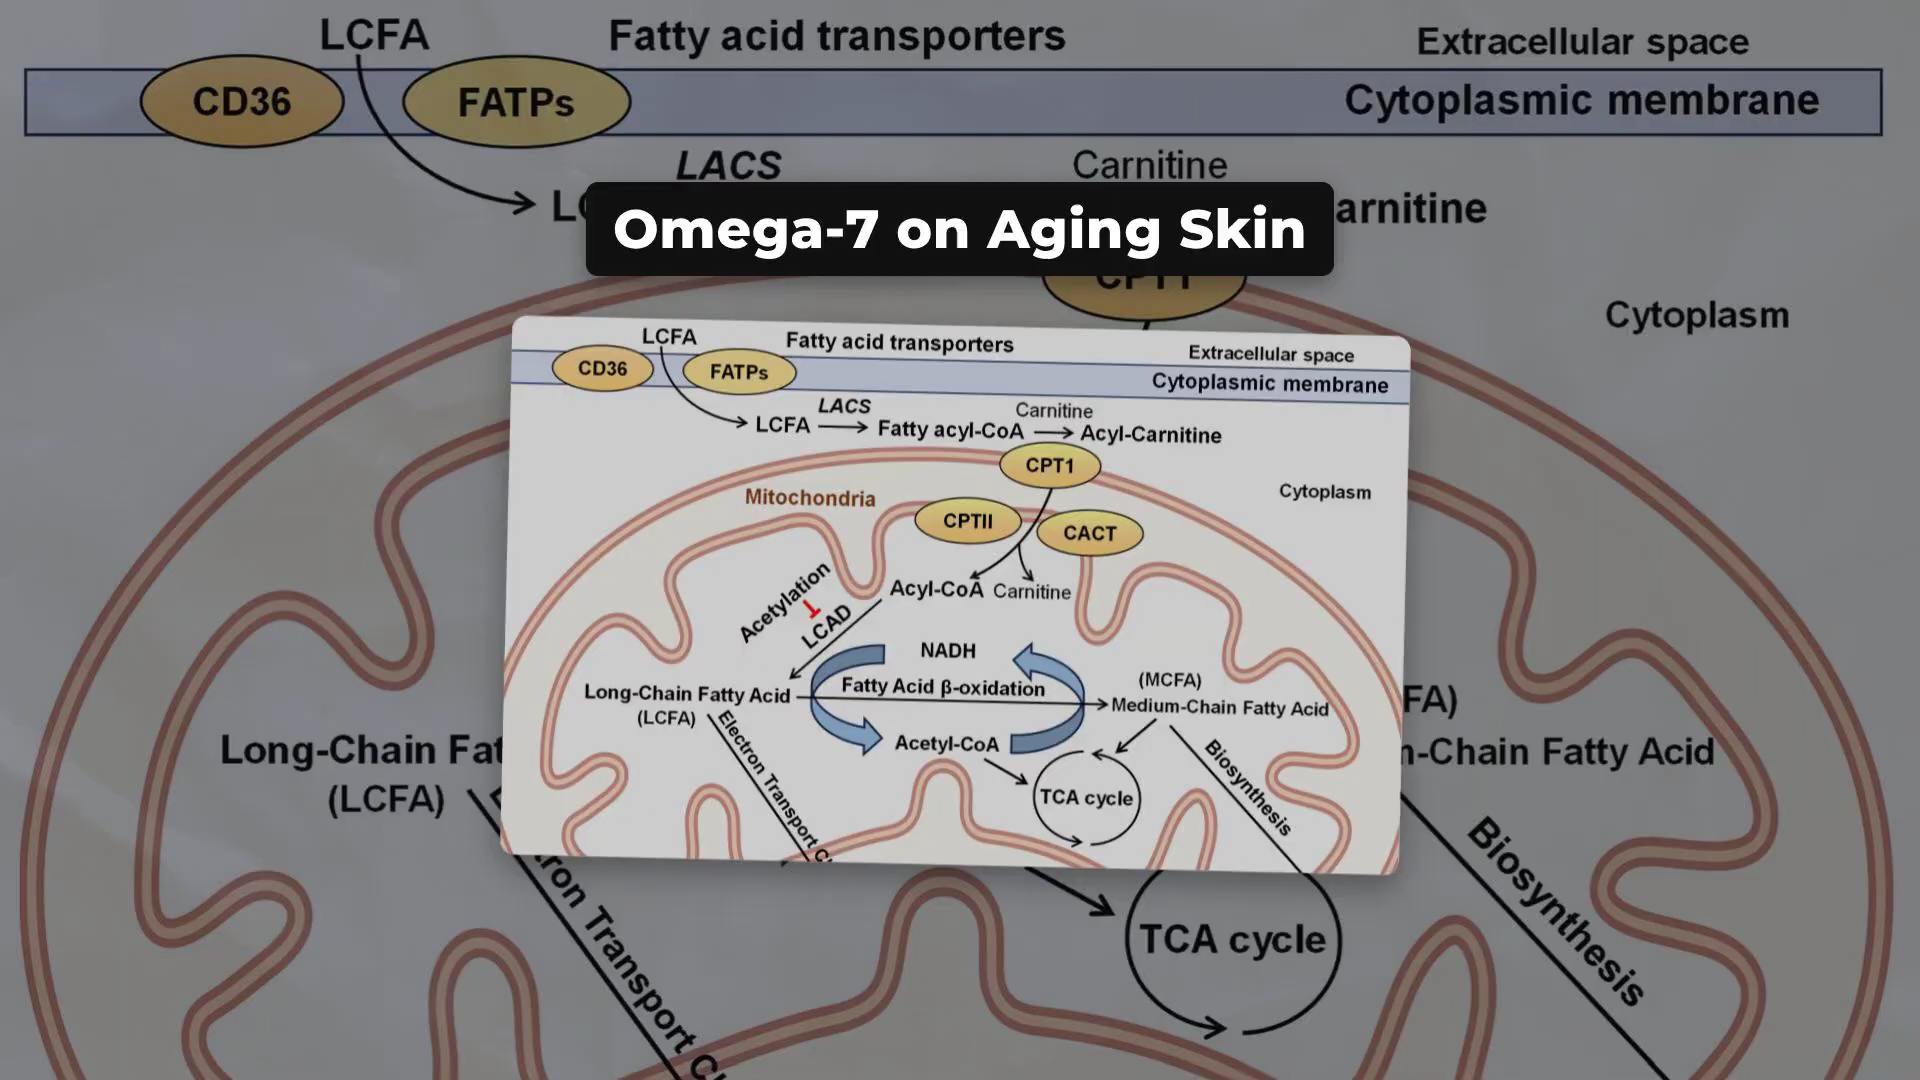 LCFA
Fatty acid transporters
Extracellular space
CD36
FATPs
Cytoplasmic membrane
LACS
Carnitine
arnitine
Omega-7 on Aging Skin
Cytoplasm
LCFA
Fatty acid transporters
Extracellular space
CD36
FATPs
Cytoplasmic membrane
LACS
Carnitine
LCFA
Fatty acyl-CoA
Acyl-Carnitine
CPT1
Mitochondria
Cytoplasm
CPTII
CACT
Acetylation
LCAD
Acyl-CoA
Carnitine
NADH
Long-Chain Fatty Acid
(LCFA)
Fatty Acid β-oxidation
(MCFA)
Medium-Chain Fatty Acid
Acetyl-CoA
Electron Transport
TCA cycle
Biosynthesis
Long-Chain Fat
(LCFA)
FA)
-Chain Fatty Acid
tron Transport
TCA cycle
Biosynthesis